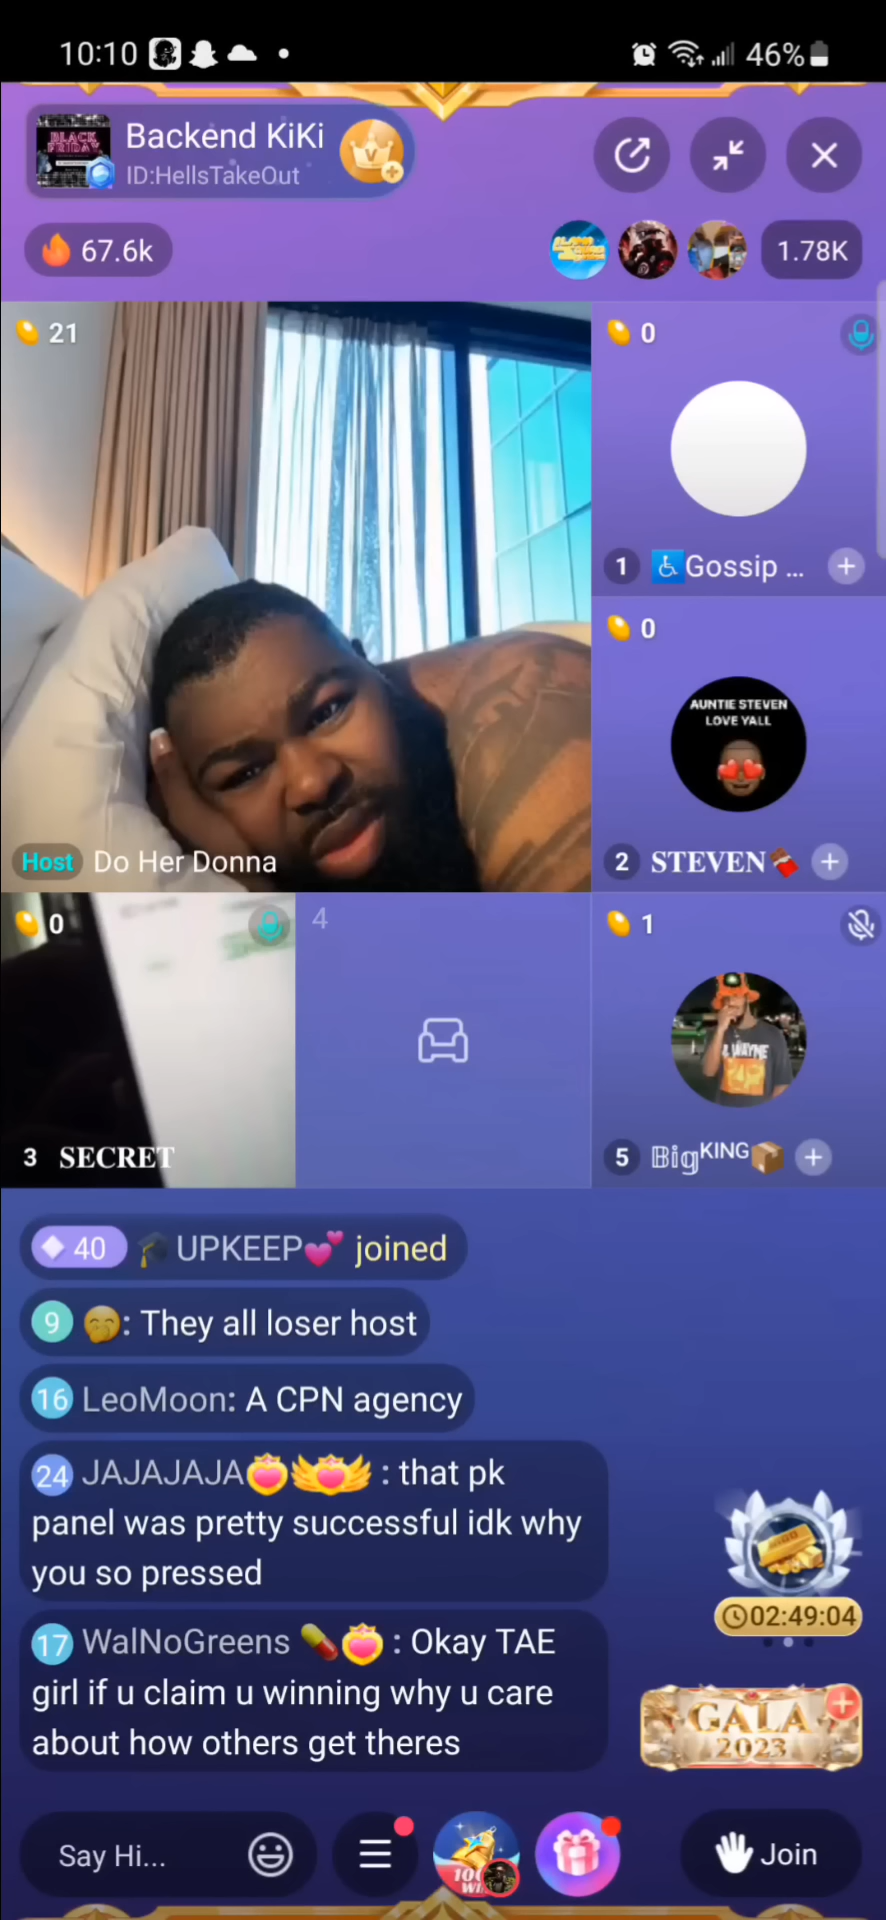 10:10
46%
BLACK
FRIDAY
Backend KiKi
ID:HellsTakeOut
67.6k
1.78K
21
0
1 ♿Gossip ...
0
AUNTIE STEVEN
LOVE YALL
Host Do Her Donna
2 STEVEN🍫
0
4
1
WAYNE
3 SECRET
5 𝔹𝕚𝕘ᴷᴵᴺᴳ📦
40 🎓UPKEEP💕 joined
9 🤭: They all loser host
16 LeoMoon: A CPN agency
24 JAJAJAJA : that pk
panel was pretty successful idk why
you so pressed
02:49:04
17 WalNoGreens 💊 : Okay TAE
girl if u claim u winning why u care
about how others get theres
GALA
2023
Say Hi...
Join